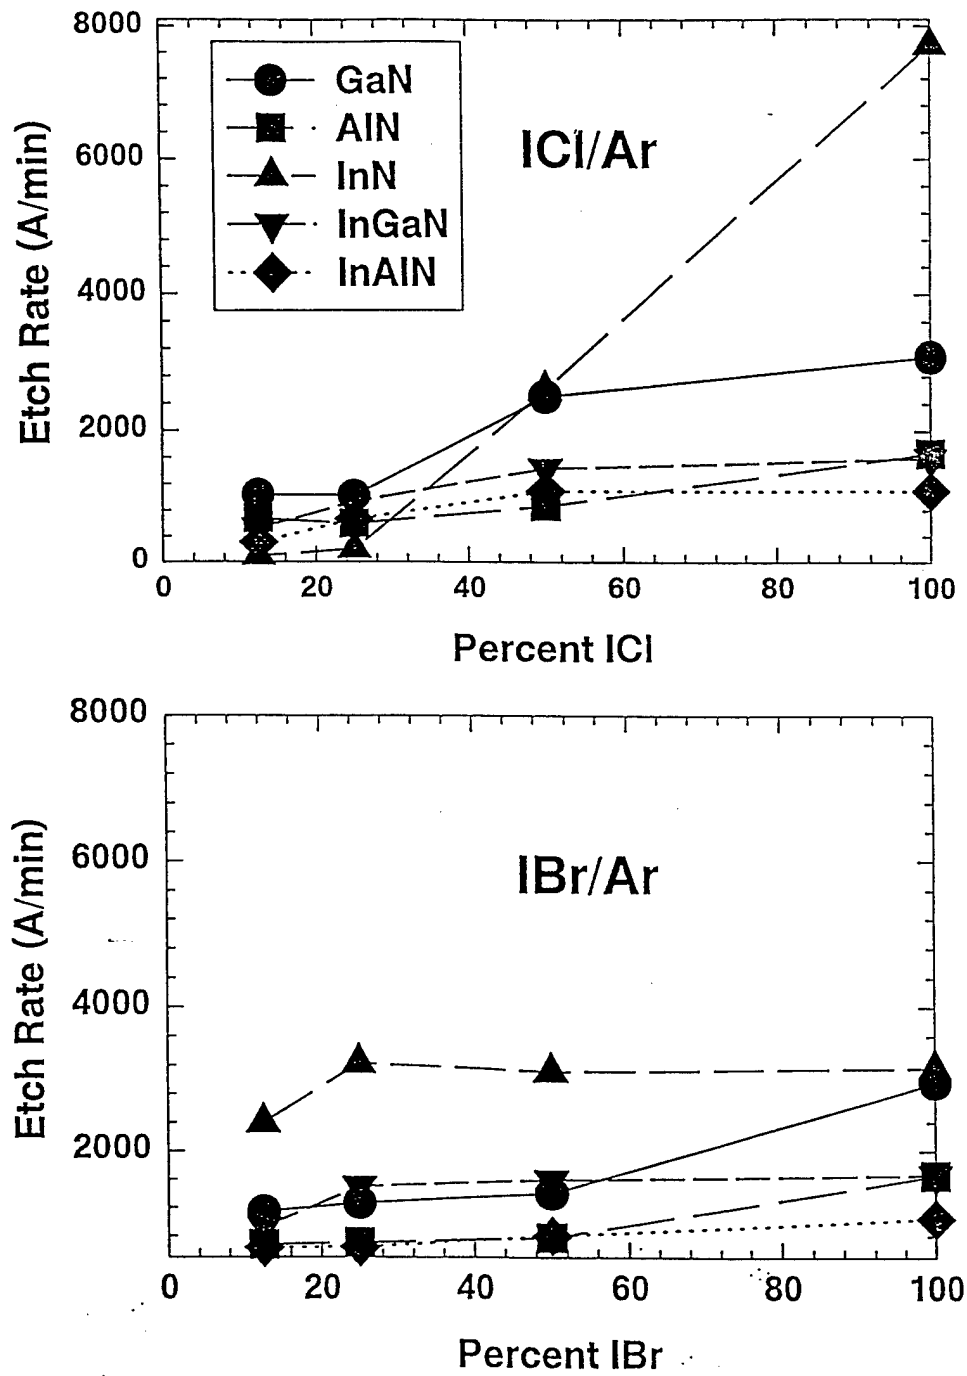 8000
6000
4000
2000
0
Etch Rate (A/min)
GaN
AlN
InN
InGaN
InAlN
ICl/Ar
0 20 40 60 80 100
Percent ICl
8000
6000
4000
2000
Etch Rate (A/min)
IBr/Ar
0 20 40 60 80 100
Percent IBr